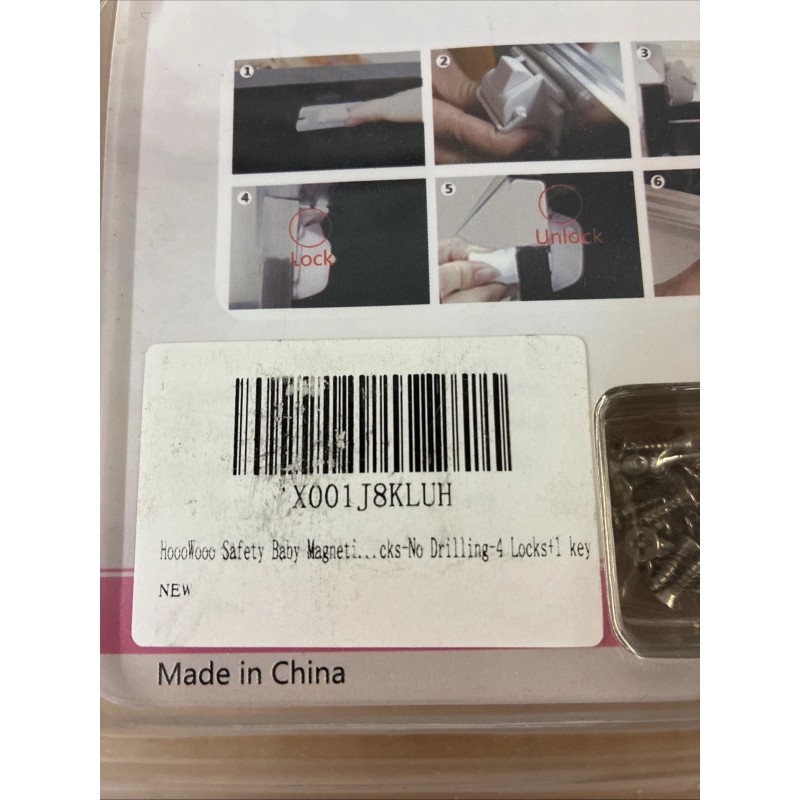 1
2
3
4
Lock
5
Unlock
6
X001J8KLUH
HoooWooo Safety Baby Magneti...cks-No Drilling-4 Locks+1 key
NEW
Made in China